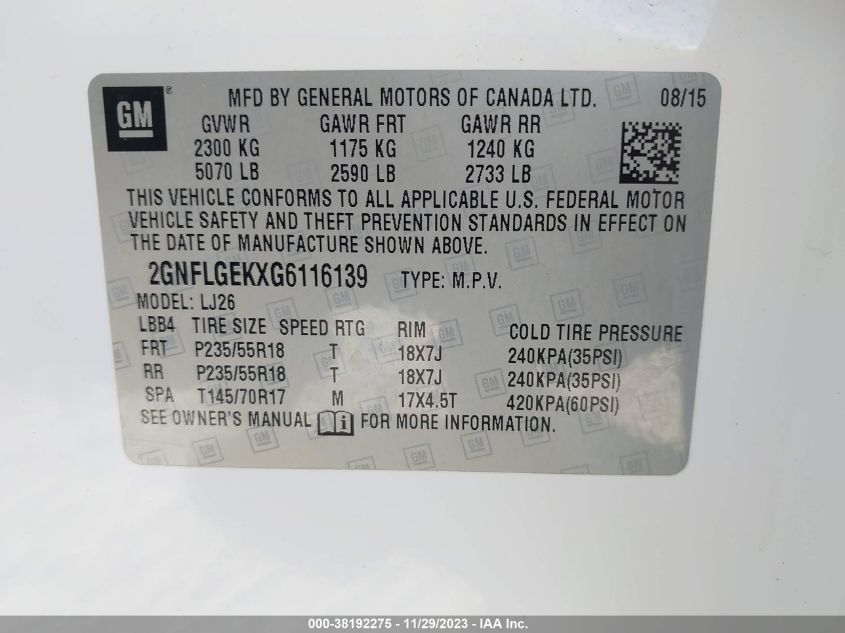 GM ® MFD BY GENERAL MOTORS OF CANADA LTD. 08/15
GVWR GAWR FRT GAWR RR
2300 KG 1175 KG 1240 KG
5070 LB 2590 LB 2733 LB
THIS VEHICLE CONFORMS TO ALL APPLICABLE U.S. FEDERAL MOTOR
VEHICLE SAFETY AND THEFT PREVENTION STANDARDS IN EFFECT ON
THE DATE OF MANUFACTURE SHOWN ABOVE.
2GNFLGEKXG6116139 TYPE: M.P.V.
MODEL: LJ26
LBB4 TIRE SIZE SPEED RTG RIM COLD TIRE PRESSURE
FRT P235/55R18 T 18X7J 240KPA(35PSI)
RR P235/55R18 T 18X7J 240KPA(35PSI)
SPA T145/70R17 M 17X4.5T 420KPA(60PSI)
SEE OWNER'S MANUAL FOR MORE INFORMATION.
000-38192275 - 11/29/2023 - IAA Inc.